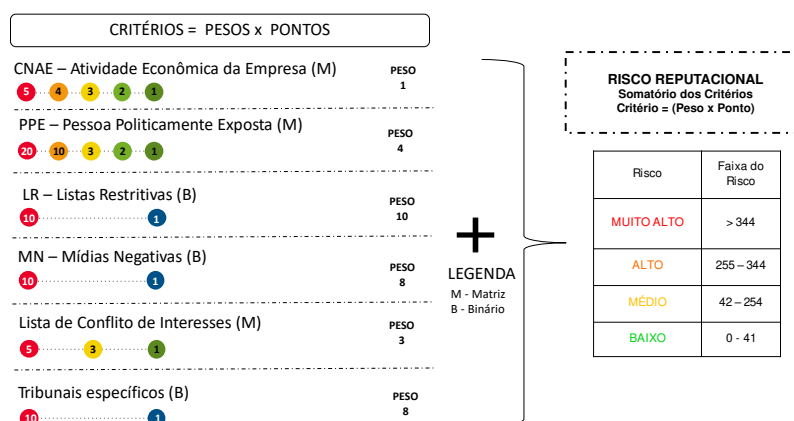 CRITÉRIOS = PESOS x PONTOS
CNAE – Atividade Econômica da Empresa (M)
PESO
1
5 4 3 2 1
PPE – Pessoa Politicamente Exposta (M)
PESO
4
20 10 3 2 1
LR – Listas Restritivas (B)
PESO
10
10 1
MN – Mídias Negativas (B)
PESO
8
10 1
Lista de Conflito de Interesses (M)
PESO
3
5 3 1
Tribunais específicos (B)
PESO
8
10 1
+
LEGENDA
M - Matriz
B - Binário
RISCO REPUTACIONAL
Somatório dos Critérios
Critério = (Peso x Ponto)
Risco Faixa do Risco
MUITO ALTO > 344
ALTO 255 – 344
MÉDIO 42 – 254
BAIXO 0 - 41